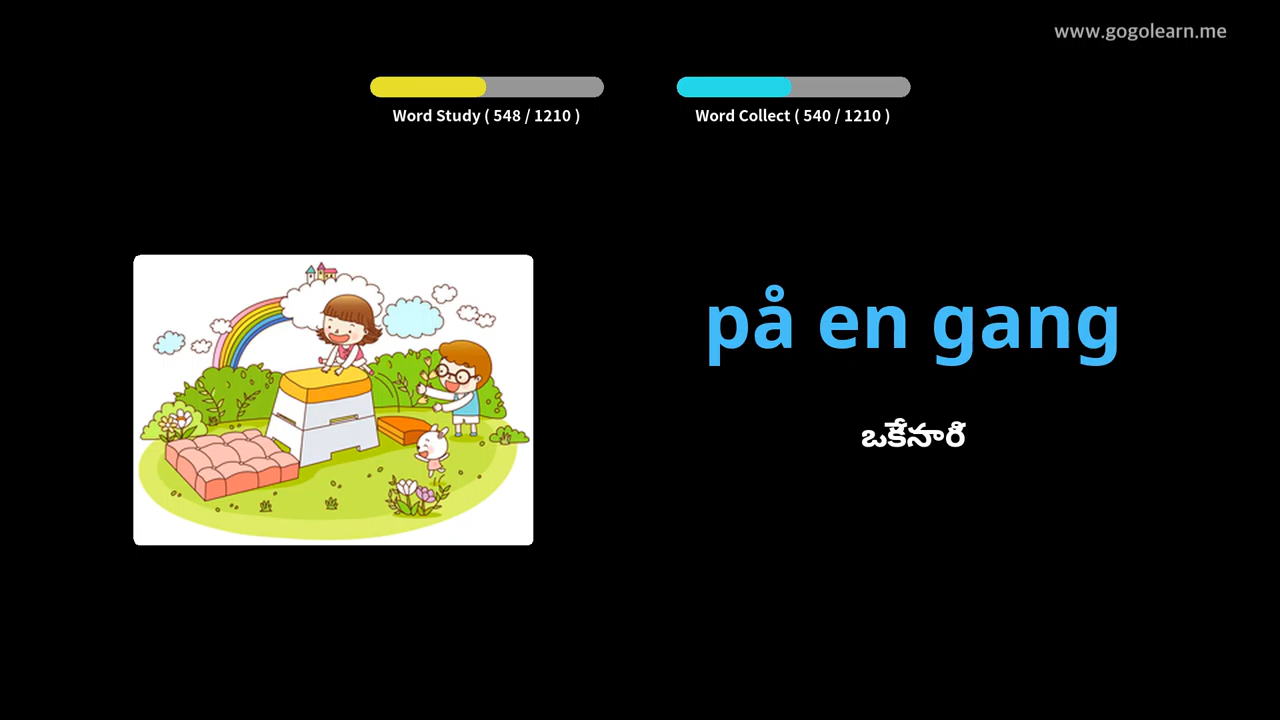 www.gogolearn.me
Word Study ( 548 / 1210 )
Word Collect ( 540 / 1210 )
på en gang
ఒకేసారి